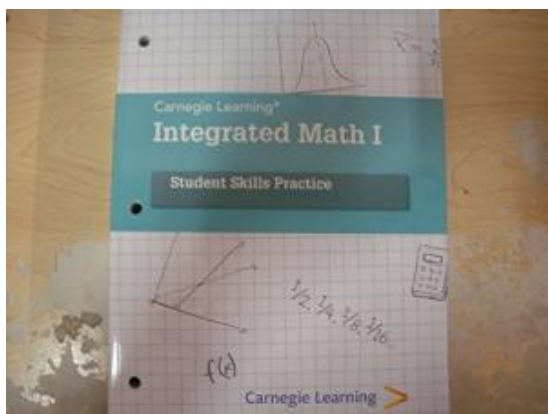 Carnegie Learning®
Integrated Math I
Student Skills Practice
1/2, 1/4, 1/8, 1/16...
Carnegie Learning